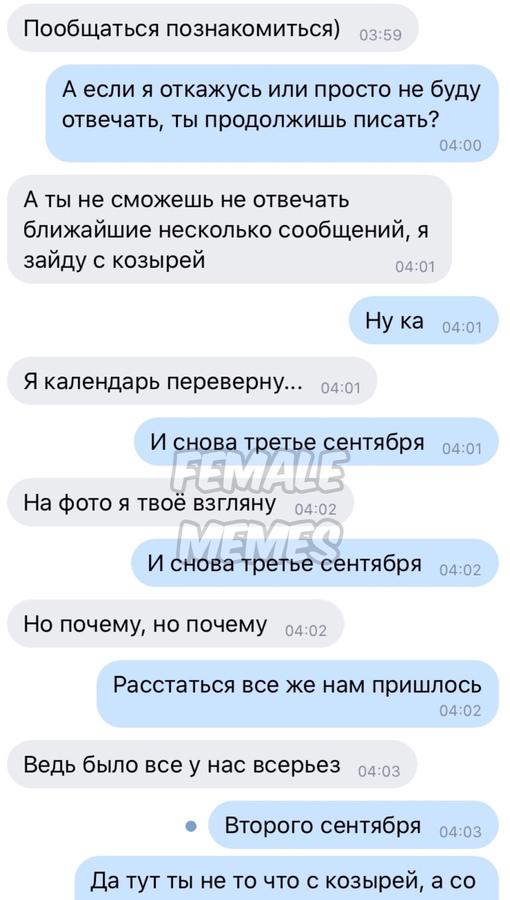 Пообщаться познакомиться) 03:59
А если я откажусь или просто не буду
отвечать, ты продолжишь писать?
04:00
А ты не сможешь не отвечать
ближайшие несколько сообщений, я
зайду с козырей 04:01
Ну ка 04:01
Я календарь переверну... 04:01
И снова третье сентября 04:01
FEMALE
На фото я твоё взгляну 04:02
MEMES
И снова третье сентября 04:02
Но почему, но почему 04:02
Расстаться все же нам пришлось
04:02
Ведь было все у нас всерьез 04:03
Второго сентября 04:03
Да тут ты не то что с козырей, а со